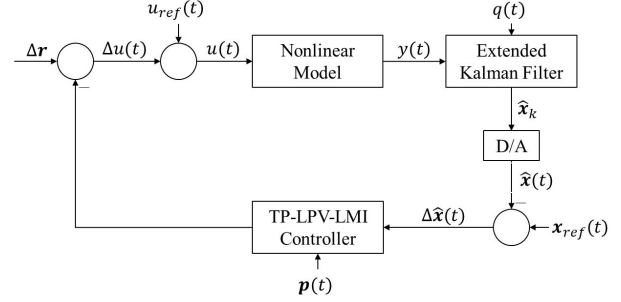 u_ref(t)
q(t)
Δr
Δu(t)
u(t)
Nonlinear
Model
y(t)
Extended
Kalman Filter
x̂_k
D/A
x̂(t)
TP-LPV-LMI
Controller
Δx̂(t)
x_ref(t)
p(t)